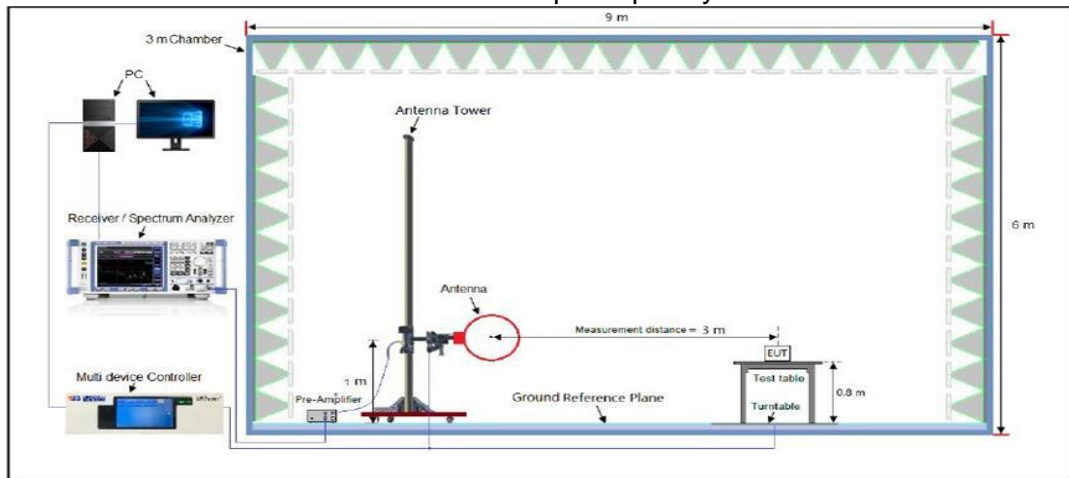 9 m
3 m Chamber
PC
Antenna Tower
Receiver / Spectrum Analyzer
6 m
Antenna
Measurement distance = 3 m
EUT
Multi device Controller
1 m
Test table
0.8 m
Pre-Amplifier
Ground Reference Plane
Turntable